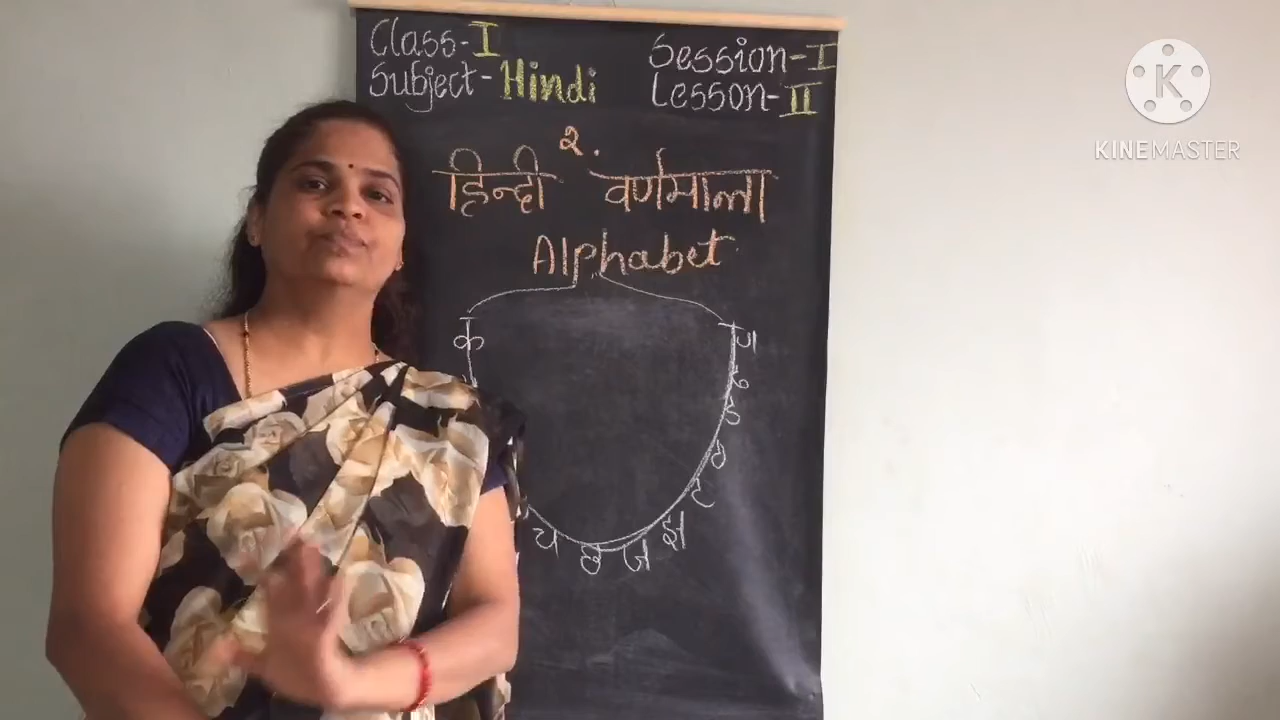 Class-I
Subject-Hindi
Session-I
Lesson-II
२.
हिन्दी वर्णमाला
Alphabet
क
च
छ
ज
झ
ट
ठ
ड
ढ
ण
K
KINEMASTER